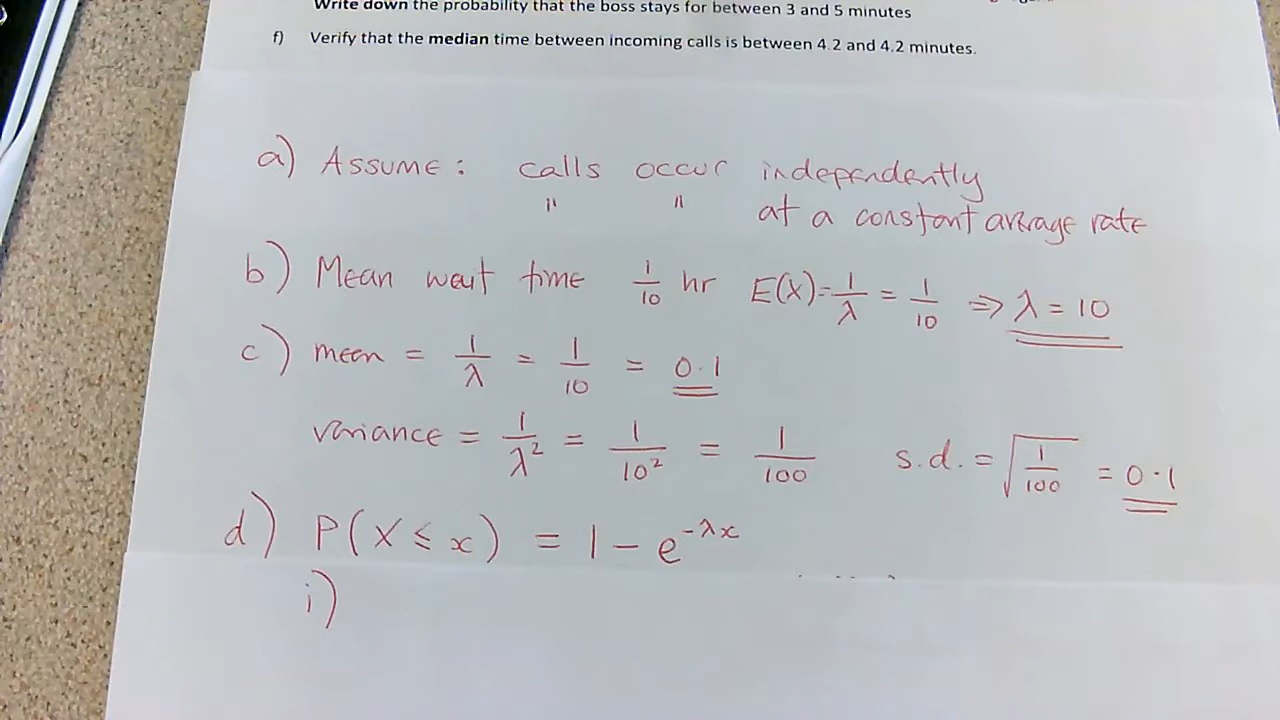 Write down the probability that the boss stays for between 3 and 5 minutes
f) Verify that the median time between incoming calls is between 4.2 and 4.2 minutes.
a) Assume: calls occur independently
" " at a constant average rate
b) Mean wait time 1/10 hr E(X) = 1/λ = 1/10 ⇒ λ = 10
c) mean = 1/λ = 1/10 = 0.1
variance = 1/λ² = 1/10² = 1/100 s.d. = √(1/100) = 0.1
d) P(X ≤ x) = 1 - e^(-λx)
i)